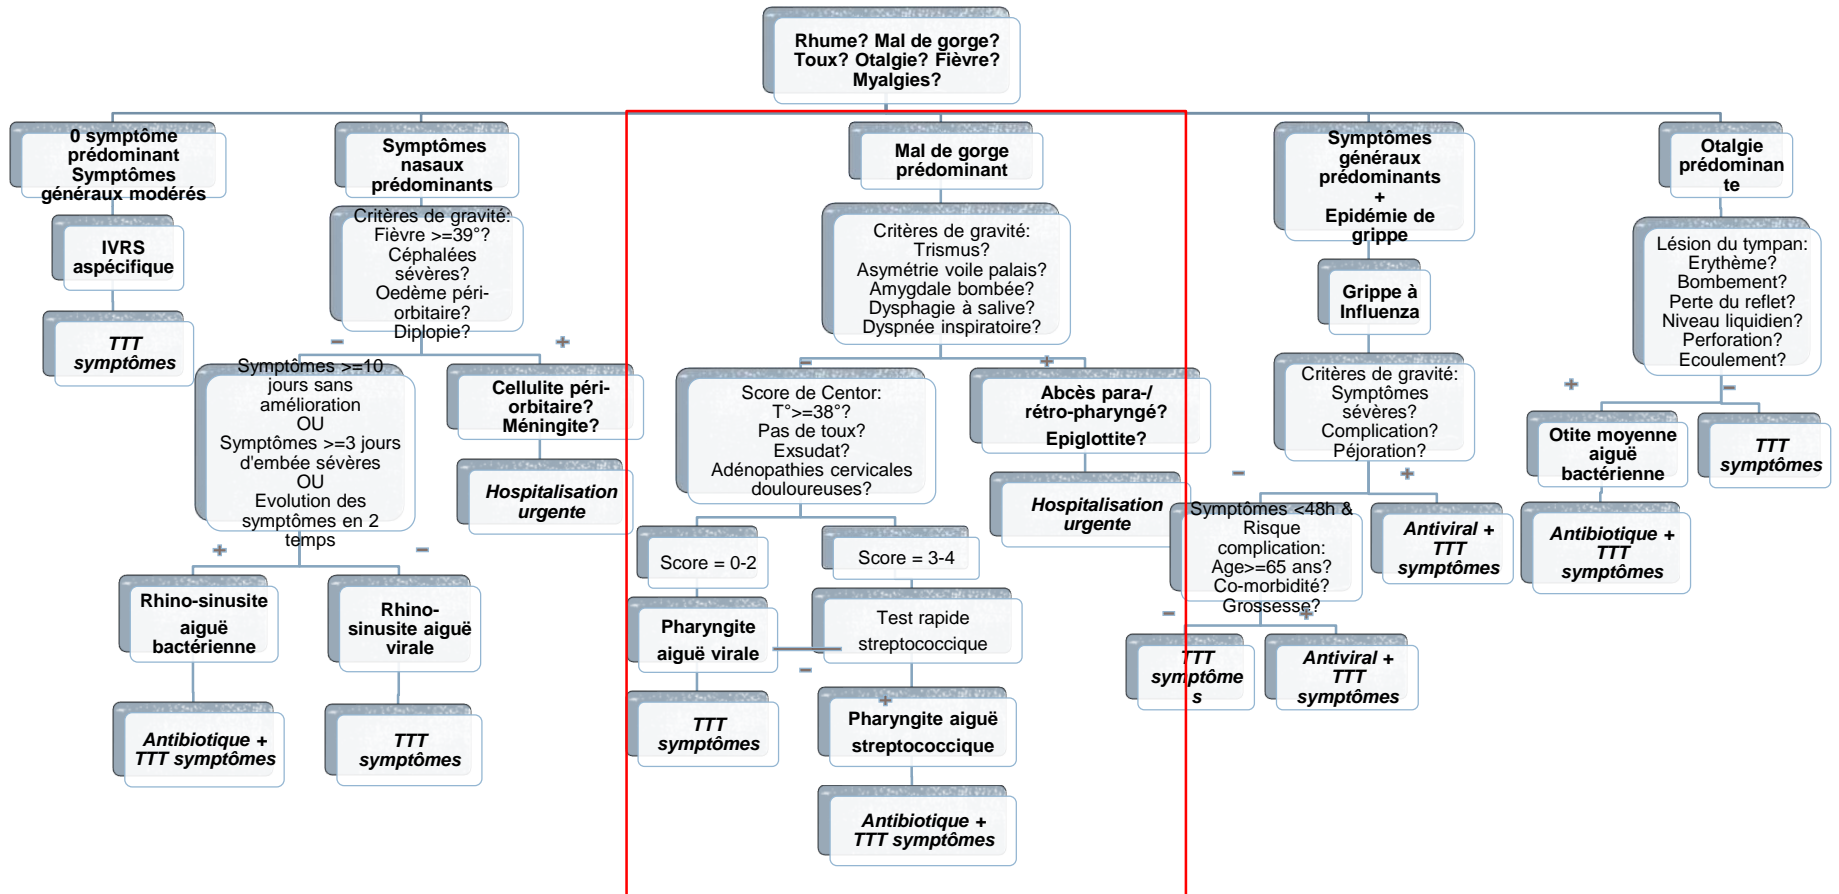 Rhume? Mal de gorge?
Toux? Otalgie? Fièvre?
Myalgies?
0 symptôme
prédominant
Symptômes
généraux modérés
IVRS
aspécifique
TTT
symptômes
Symptômes
nasaux
prédominants
Critères de gravité:
Fièvre >=39°?
Céphalées
sévères?
Oedème péri-
orbitaire?
Diplopie?
−
+
Symptômes >=10
jours sans
amélioration
OU
Symptômes >=3 jours
d'embée sévères
OU
Evolution des
symptômes en 2
temps
Cellulite péri-
orbitaire?
Méningite?
Hospitalisation
urgente
+
−
Rhino-sinusite
aiguë
bactérienne
Rhino-
sinusite aiguë
virale
Antibiotique +
TTT symptômes
TTT
symptômes
Mal de gorge
prédominant
Critères de gravité:
Trismus?
Asymétrie voile palais?
Amygdale bombée?
Dysphagie à salive?
Dyspnée inspiratoire?
−
+
Score de Centor:
T°>=38°?
Pas de toux?
Exsudat?
Adénopathies cervicales
douloureuses?
Abcès para-/
rétro-pharyngé?
Epiglottite?
Hospitalisation
urgente
Score = 0-2
Score = 3-4
Pharyngite
aiguë virale
Test rapide
streptococcique
−
+
TTT
symptômes
Pharyngite aiguë
streptococcique
Antibiotique +
TTT symptômes
Symptômes
généraux
prédominants
+
Epidémie de
grippe
Grippe à
Influenza
Critères de gravité:
Symptômes
sévères?
Complication?
Péjoration?
−
+
Symptômes <48h &
Risque
complication:
Age>=65 ans?
Co-morbidité?
Grossesse?
Antiviral +
TTT
symptômes
−
+
TTT
symptôme
s
Antiviral +
TTT
symptômes
Otalgie
prédominan
te
Lésion du tympan:
Erythème?
Bombement?
Perte du reflet?
Niveau liquidien?
Perforation?
Ecoulement?
+
−
Otite moyenne
aiguë
bactérienne
TTT
symptômes
Antibiotique +
TTT
symptômes